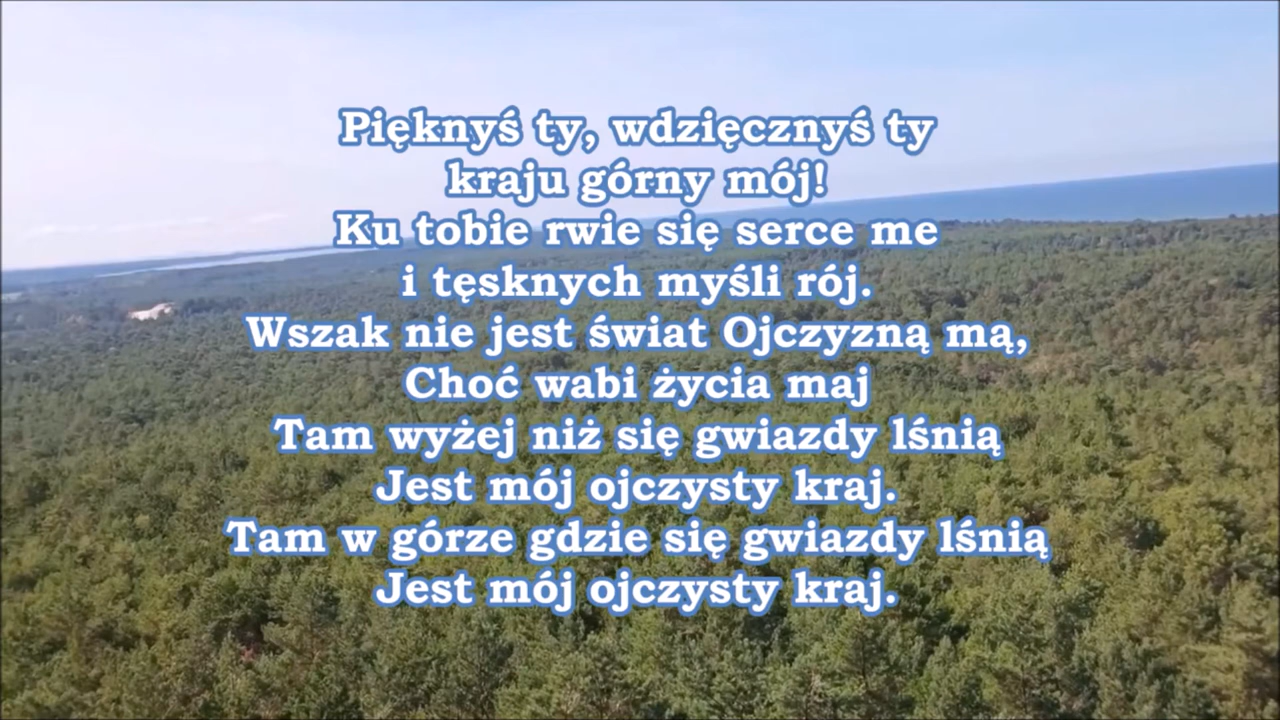 Pięknyś ty, wdzięcznyś ty
kraju górny mój!
Ku tobie rwie się serce me
i tęsknych myśli rój.
Wszak nie jest świat Ojczyzną mą,
Choć wabi życia maj
Tam wyżej niż się gwiazdy lśnią
Jest mój ojczysty kraj.
Tam w górze gdzie się gwiazdy lśnią
Jest mój ojczysty kraj.